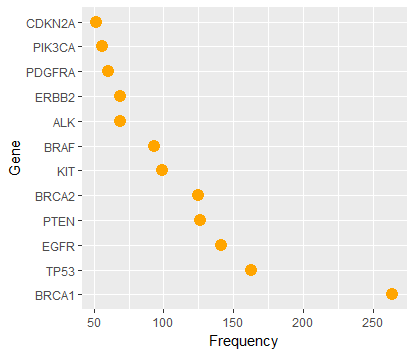 CDKN2A
PIK3CA
PDGFRA
ERBB2
ALK
BRAF
KIT
BRCA2
PTEN
EGFR
TP53
BRCA1
Gene
50 100 150 200 250
Frequency